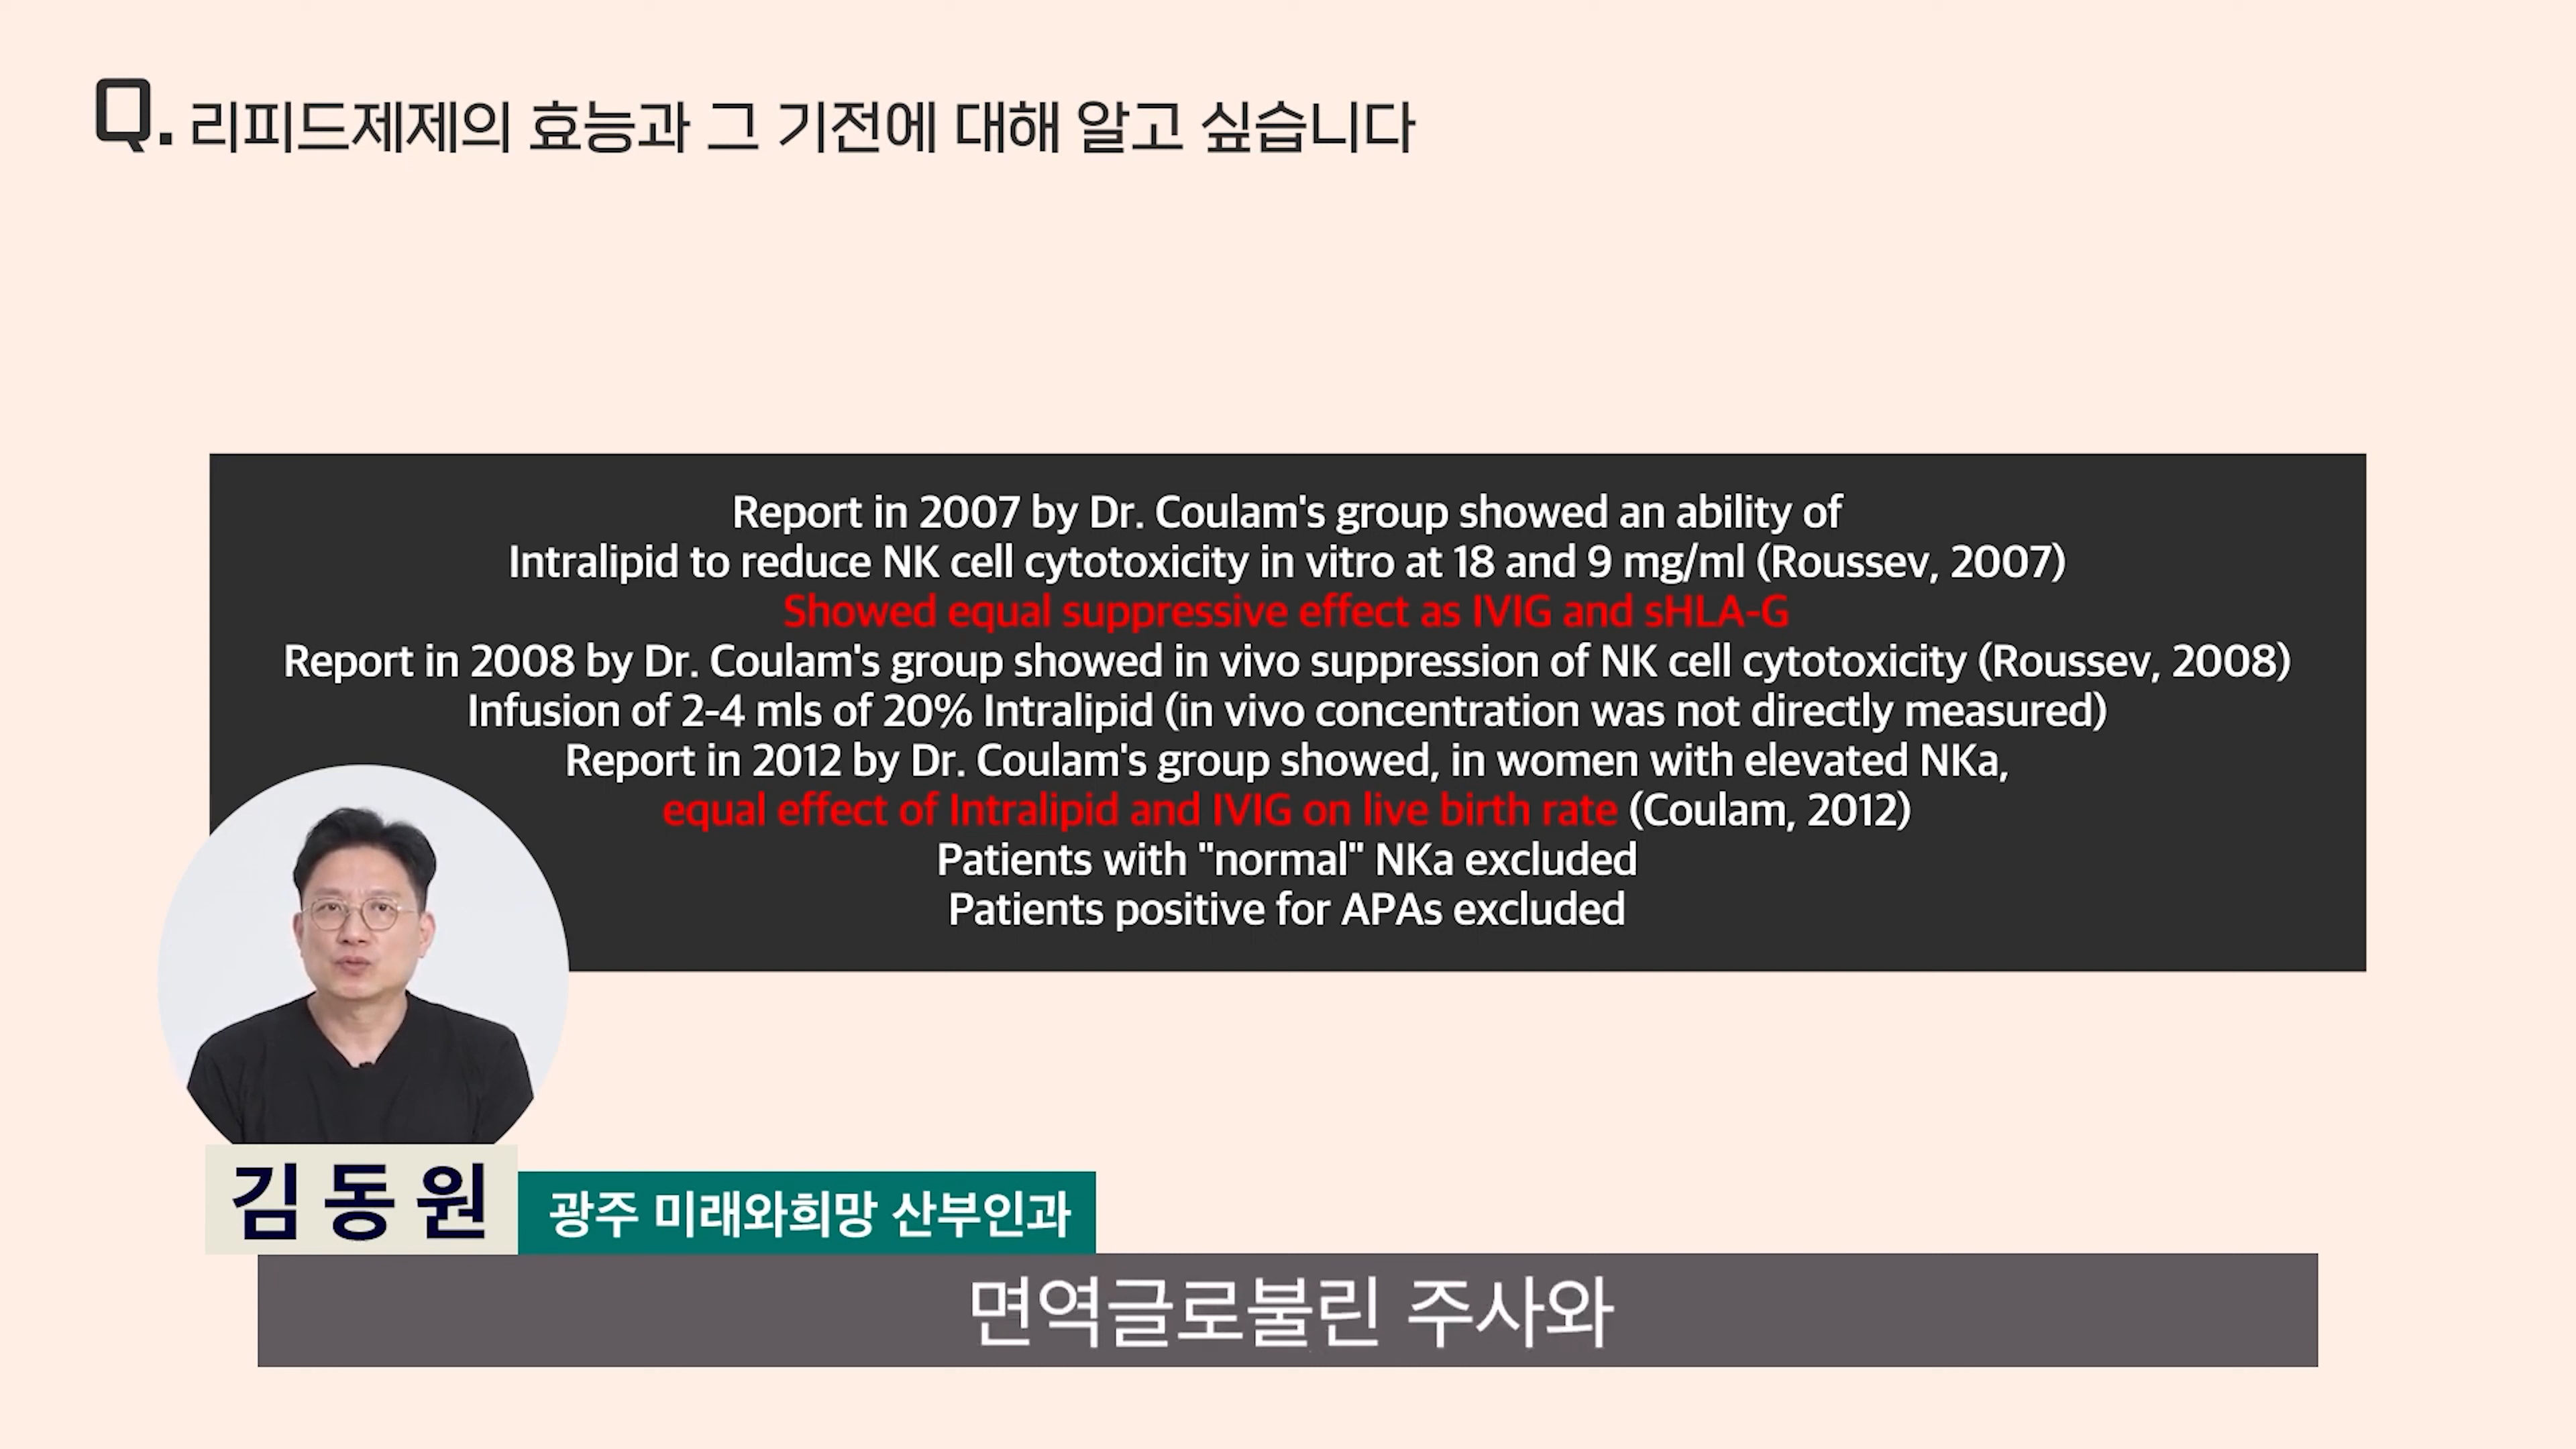 Q. 리피드제제의 효능과 그 기전에 대해 알고 싶습니다
Report in 2007 by Dr. Coulam's group showed an ability of
Intralipid to reduce NK cell cytotoxicity in vitro at 18 and 9 mg/ml (Roussev, 2007)
Showed equal suppressive effect as IVIG and sHLA-G
Report in 2008 by Dr. Coulam's group showed in vivo suppression of NK cell cytotoxicity (Roussev, 2008)
Infusion of 2-4 mls of 20% Intralipid (in vivo concentration was not directly measured)
Report in 2012 by Dr. Coulam's group showed, in women with elevated NKa,
equal effect of Intralipid and IVIG on live birth rate (Coulam, 2012)
Patients with "normal" NKa excluded
Patients positive for APAs excluded
김동원
광주 미래와희망 산부인과
면역글로불린 주사와